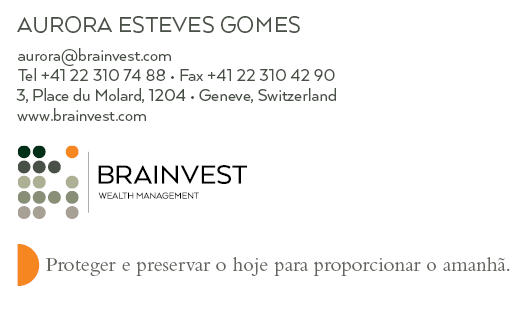 AURORA ESTEVES GOMES
aurora@brainvest.com
Tel +41 22 310 74 88 • Fax +41 22 310 42 90
3, Place du Molard, 1204 • Geneve, Switzerland
www.brainvest.com
BRAINVEST
WEALTH MANAGEMENT
Proteger e preservar o hoje para proporcionar o amanhã.